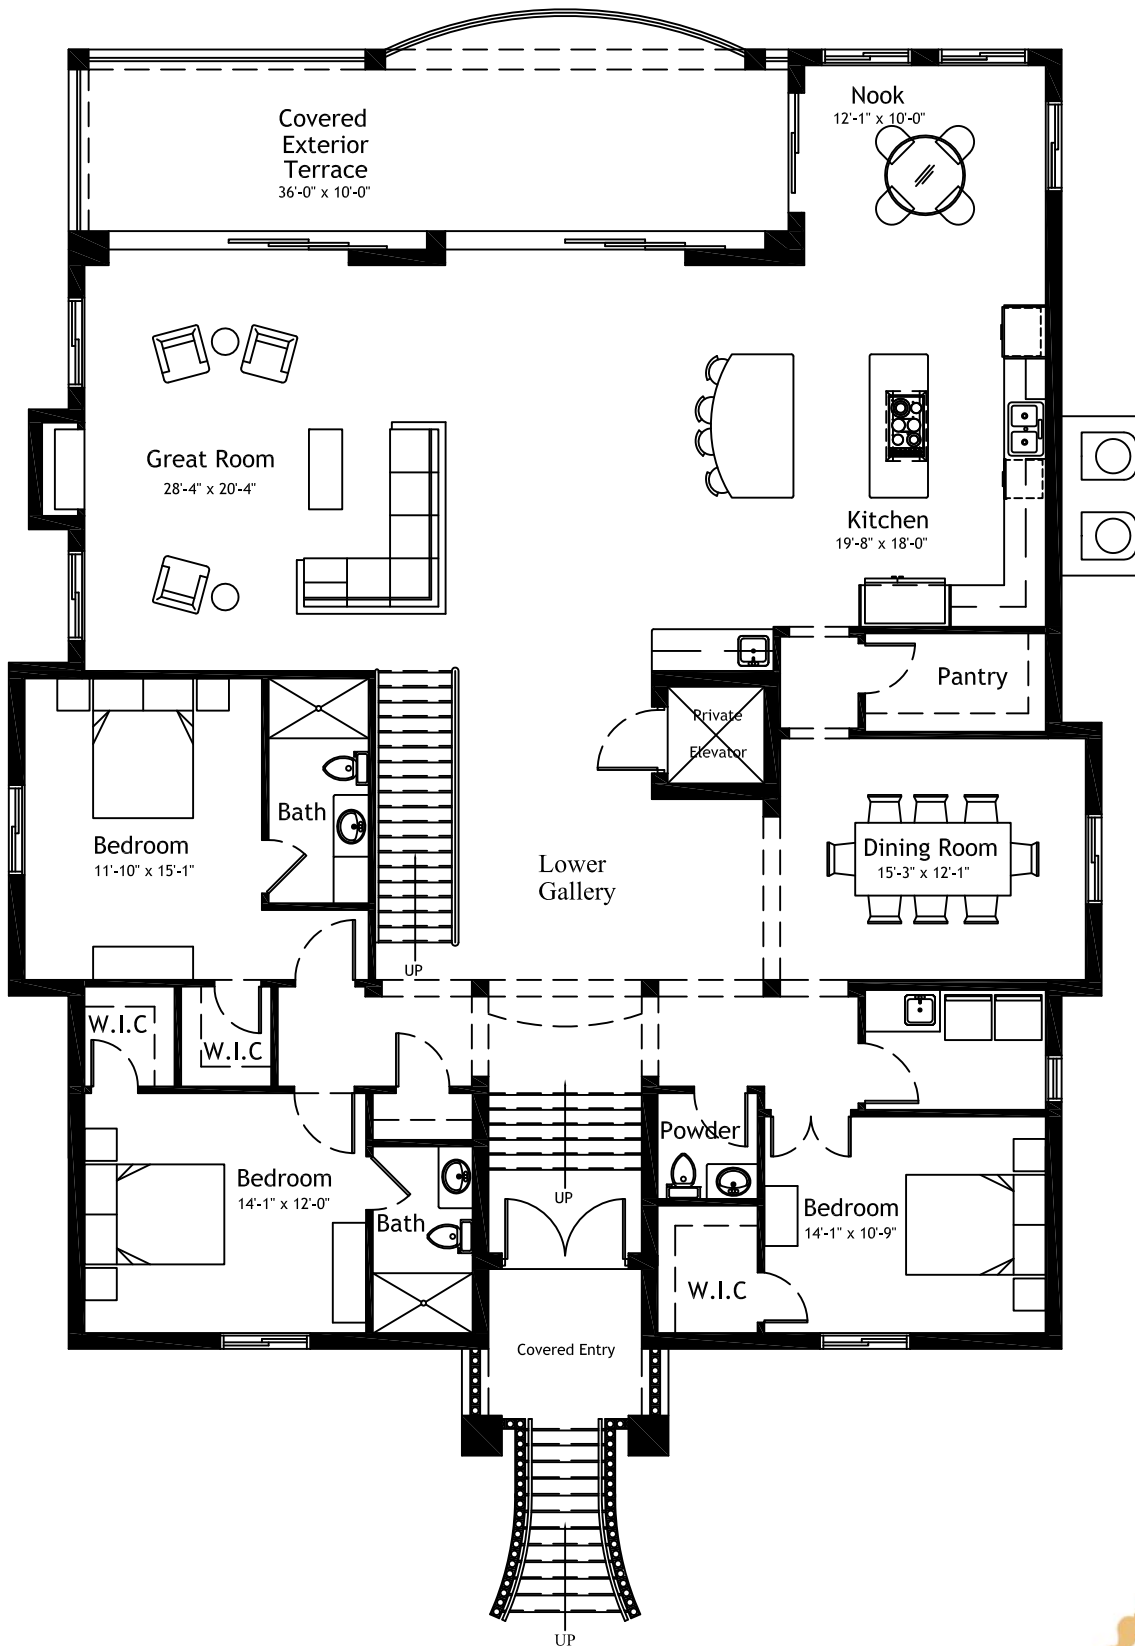 Nook
12'-1" x 10'-0"
Covered
Exterior
Terrace
36'-0" x 10'-0"
Great Room
28'-4" x 20'-4"
Kitchen
19'-8" x 18'-0"
Pantry
Private
Elevator
Bath
Bedroom
11'-10" x 15'-1"
Lower
Gallery
Dining Room
15'-3" x 12'-1"
UP
W.I.C
W.I.C
Powder
Bedroom
14'-1" x 12'-0"
UP
Bath
Bedroom
14'-1" x 10'-9"
W.I.C
Covered Entry
UP